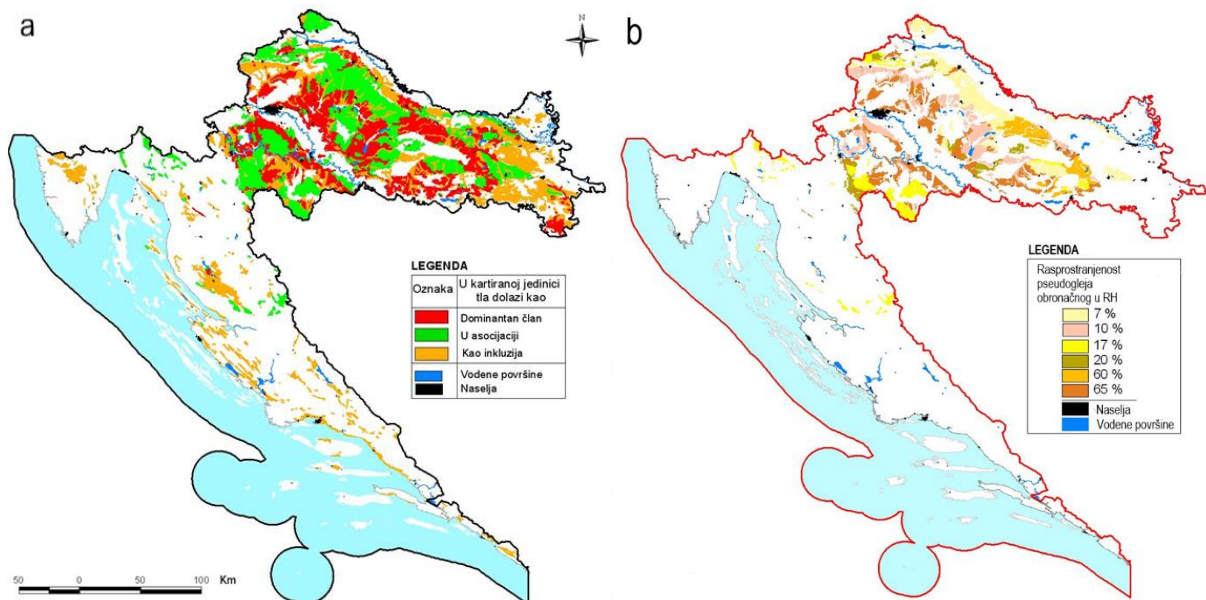 a
N
LEGENDA
Oznaka
U kartiranoj jedinici
tla dolazi kao
Dominantan član
U asocijaciji
Kao inkluzija
Vodene površine
Naselja
50 0 50 100 Km
b
LEGENDA
Rasprostranjenost
pseudogleja
obronačnog u RH
7 %
10 %
17 %
20 %
60 %
65 %
Naselja
Vodene površine